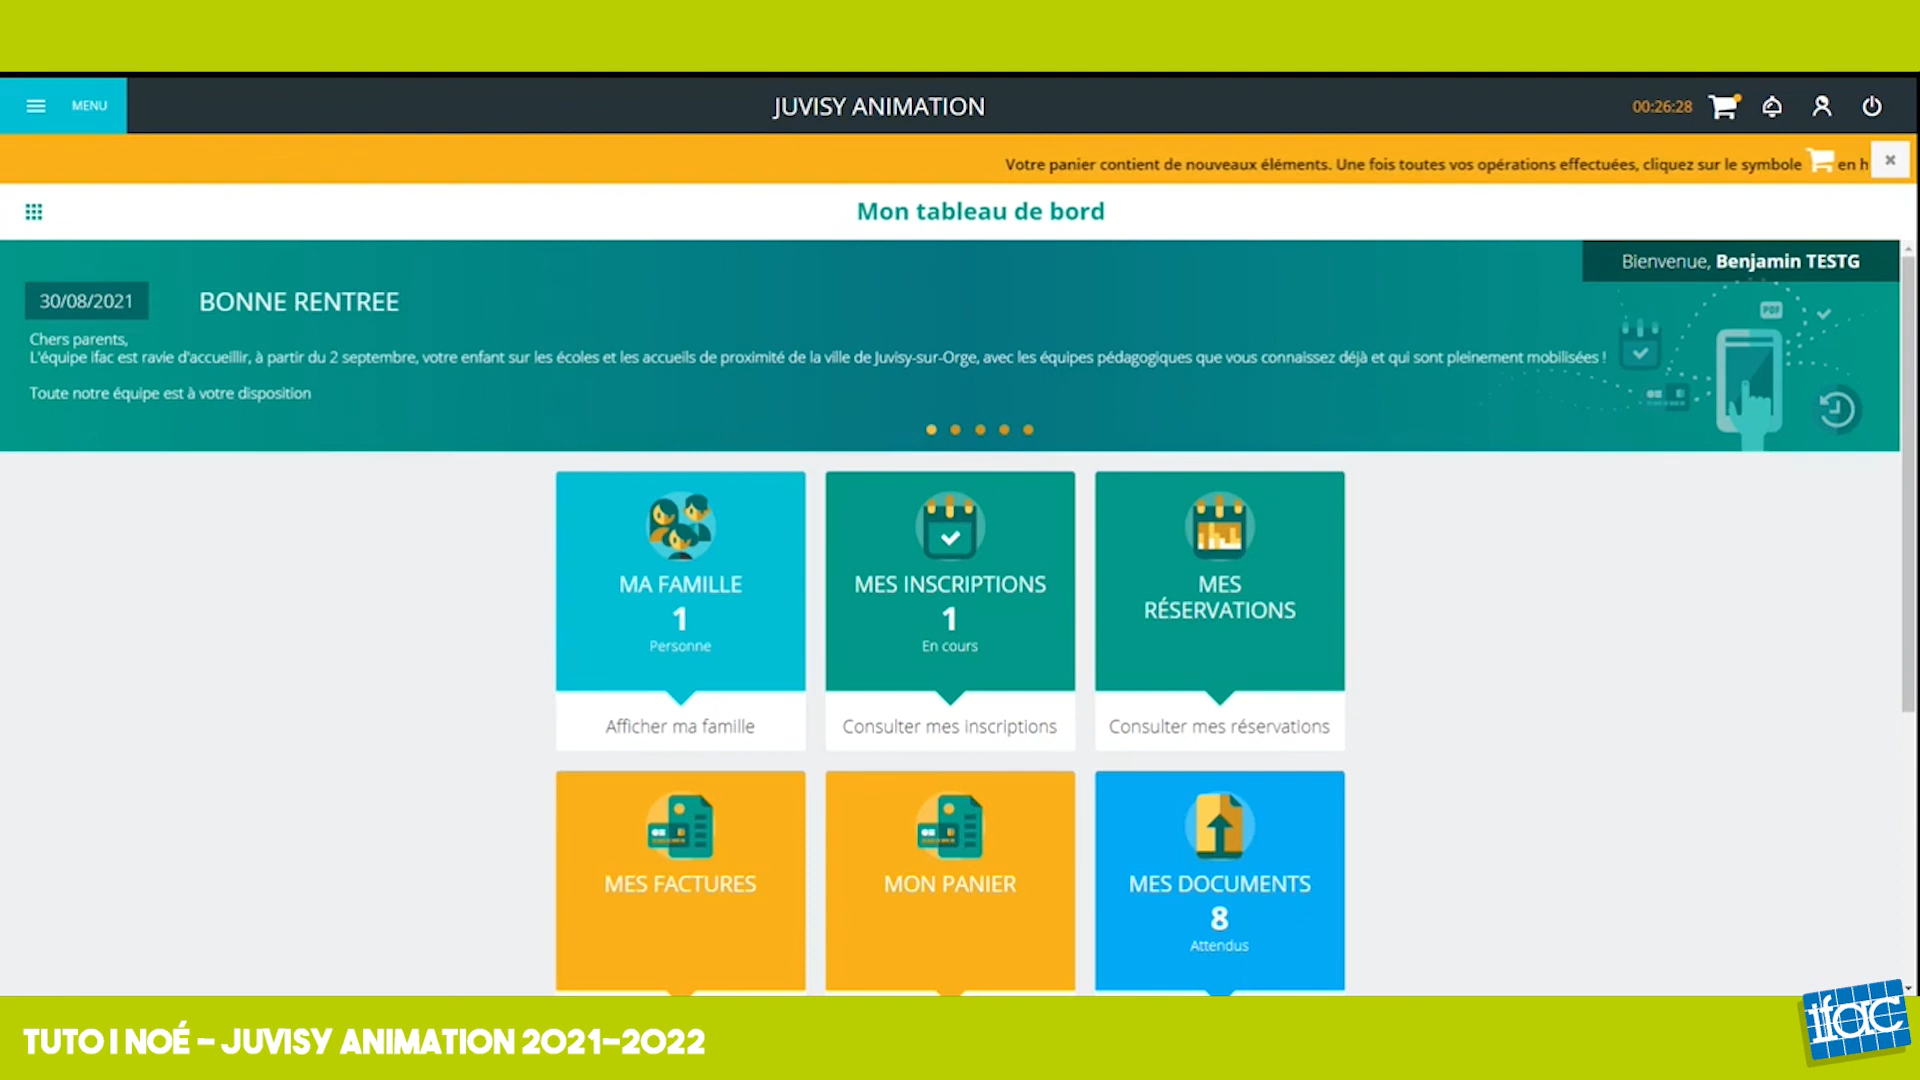 MENU
JUVISY ANIMATION
00:26:28
Votre panier contient de nouveaux éléments. Une fois toutes vos opérations effectuées, cliquez sur le symbole en h
Mon tableau de bord
Bienvenue, Benjamin TESTG
30/08/2021
BONNE RENTREE
Chers parents,
L'équipe ifac est ravie d'accueillir, à partir du 2 septembre, votre enfant sur les écoles et les accueils de proximité de la ville de Juvisy-sur-Orge, avec les équipes pédagogiques que vous connaissez déjà et qui sont pleinement mobilisées !
Toute notre équipe est à votre disposition
PDF
MA FAMILLE
1
Personne
Afficher ma famille
MES INSCRIPTIONS
1
En cours
Consulter mes inscriptions
MES
RÉSERVATIONS
Consulter mes réservations
MES FACTURES
MON PANIER
MES DOCUMENTS
8
Attendus
TUTO I NOÉ - JUVISY ANIMATION 2021-2022
ifac